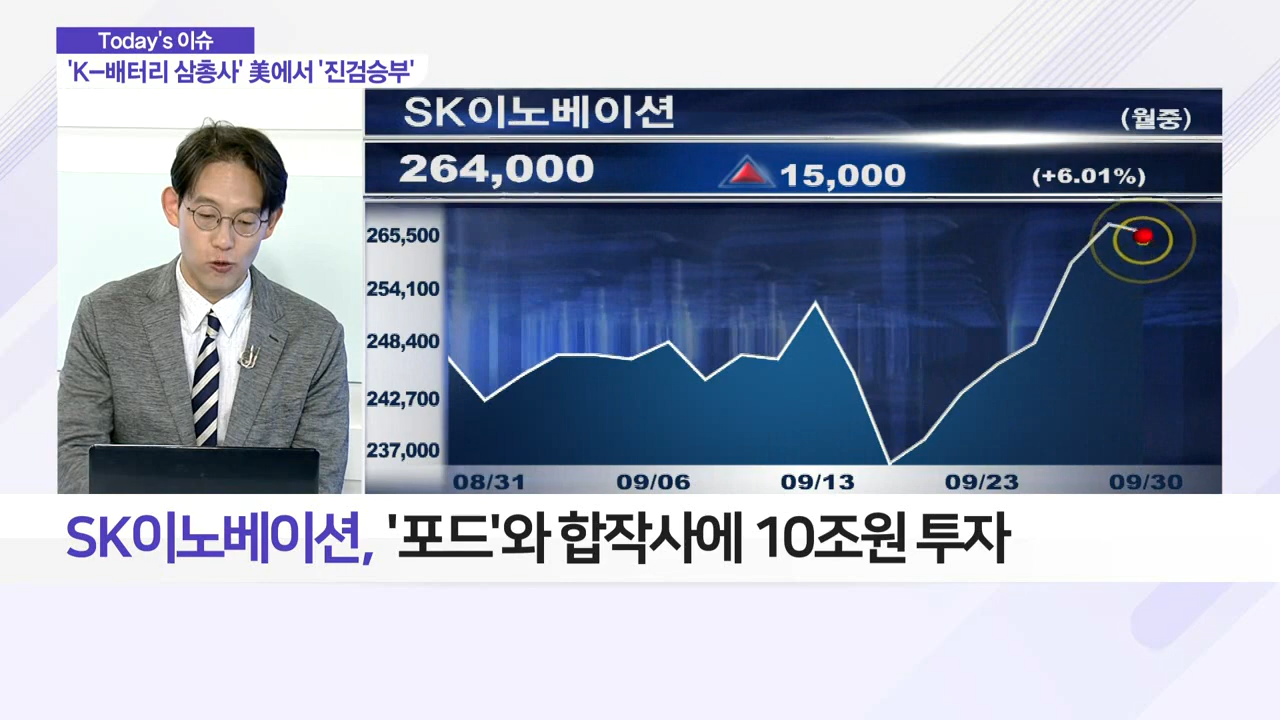 Today's 이슈
'K-배터리 삼총사' 美에서 '진검승부'
SK이노베이션 (월중)
264,000 15,000 (+6.01%)
265,500
254,100
248,400
242,700
237,000
08/31 09/06 09/13 09/23 09/30
SK이노베이션, '포드'와 합작사에 10조원 투자